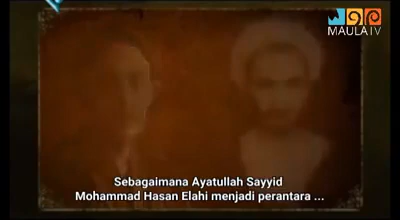 MAULA TV
Sebagaimana Ayatullah Sayyid
Mohammad Hasan Elahi menjadi perantara ...